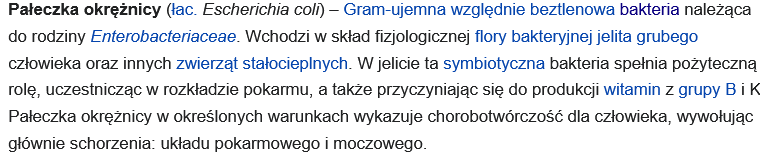 Pałeczka okrężnicy (łac. Escherichia coli) – Gram-ujemna względnie beztlenowa bakteria należąca
do rodziny Enterobacteriaceae. Wchodzi w skład fizjologicznej flory bakteryjnej jelita grubego
człowieka oraz innych zwierząt stałocieplnych. W jelicie ta symbiotyczna bakteria spełnia pożyteczną
rolę, uczestnicząc w rozkładzie pokarmu, a także przyczyniając się do produkcji witamin z grupy B i K
Pałeczka okrężnicy w określonych warunkach wykazuje chorobotwórczość dla człowieka, wywołując
głównie schorzenia: układu pokarmowego i moczowego.